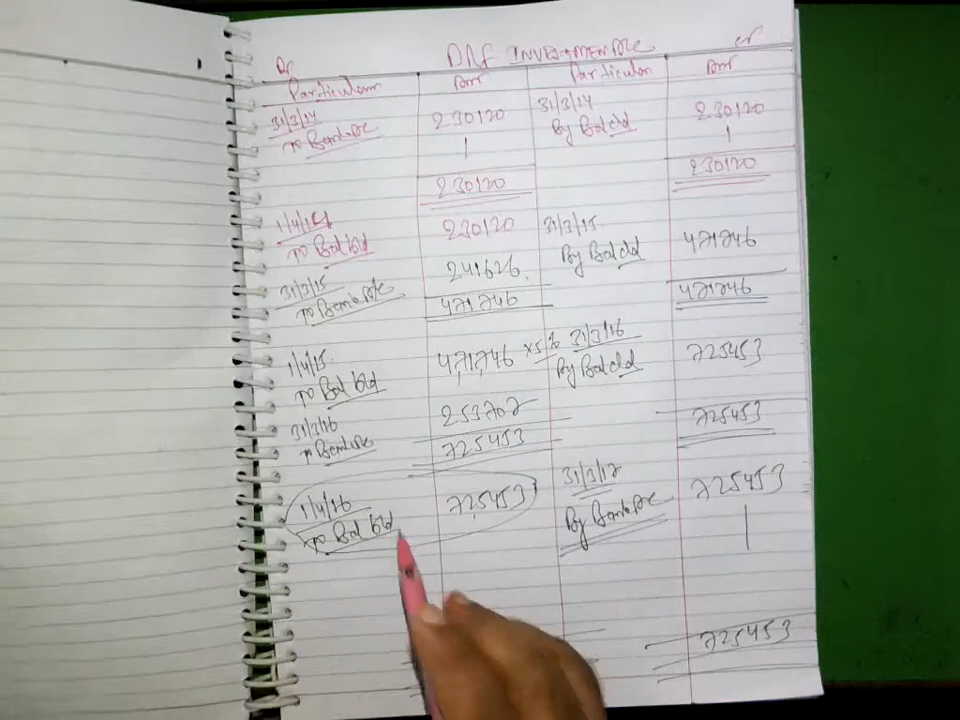 Dr DRF INVESTMENT A/c cr
Particulars Amt Particulars Amt
31/3/14 230120 31/3/14 230120
To Bank A/c | By Bal c/d |
230120 230120
1/4/14 230120 31/3/15
To Bal b/d By Bal c/d 471746
31/3/15 241626
To Bank A/c 471746 471746
1/4/15 471746 x5% 31/3/16 725453
To Bal b/d By Bal c/d
31/3/16 253707
To Bank A/c 725453 725453
1/4/16 725453 31/3/17 725453
To Bal b/d By Bank A/c
725453